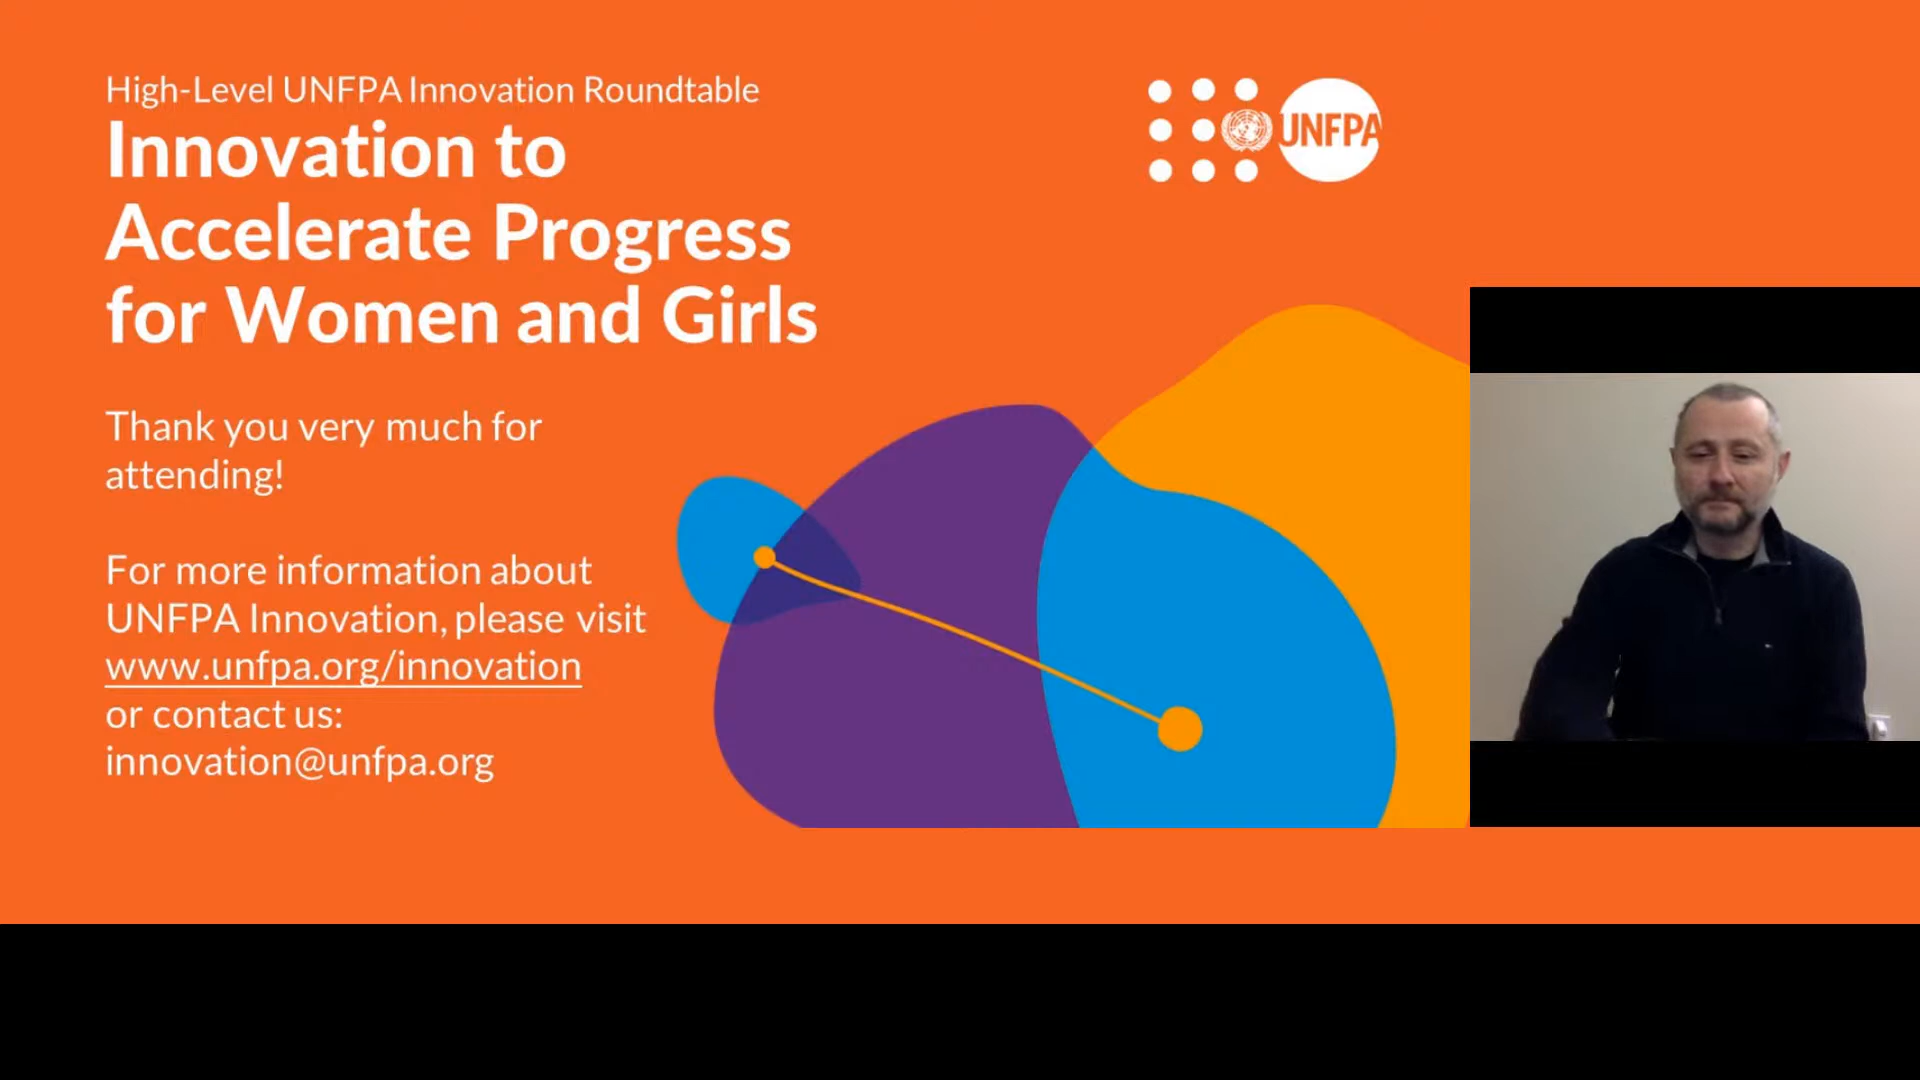 High-Level UNFPA Innovation Roundtable
Innovation to
Accelerate Progress
for Women and Girls
UNFPA
Thank you very much for
attending!
For more information about
UNFPA Innovation, please visit
www.unfpa.org/innovation
or contact us:
innovation@unfpa.org